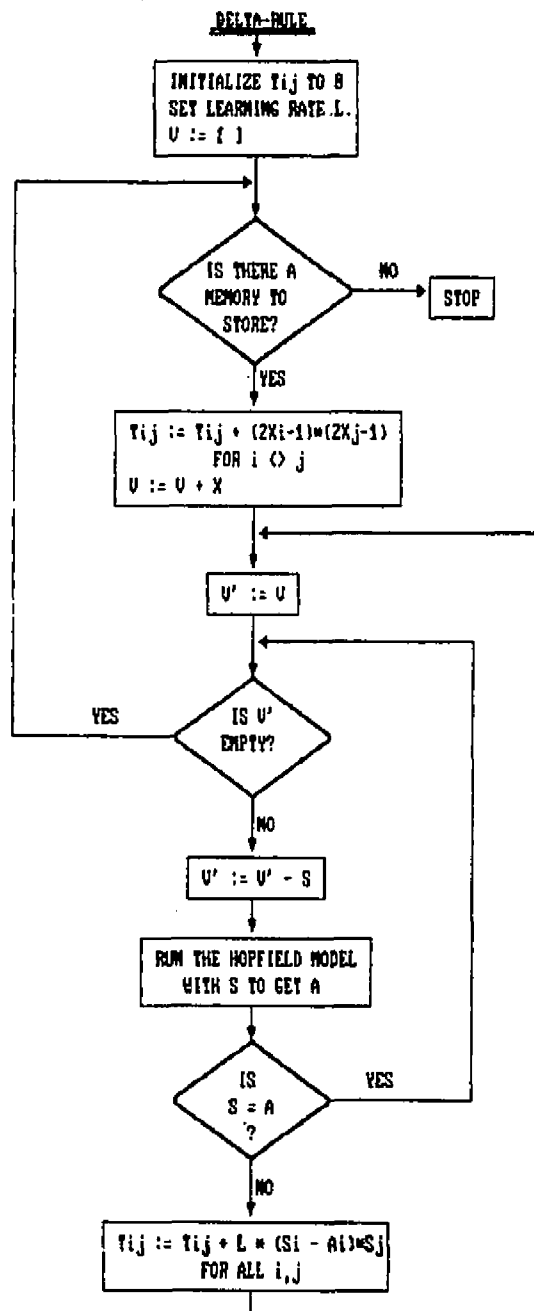 DELTA-RULE
INITIALIZE Tij TO 0
SET LEARNING RATE L.
V := [ ]
IS THERE A
MEMORY TO
STORE?
NO
STOP
YES
Tij := Tij + (2Xi-1)*(2Xj-1)
FOR i <> j
V := V + X
V' := V
YES
IS V'
EMPTY?
NO
V' := V' - S
RUN THE HOPFIELD MODEL
WITH S TO GET A
IS
S = A
?
YES
NO
Tij := Tij + L * (Si - Ai)*Sj
FOR ALL i,j